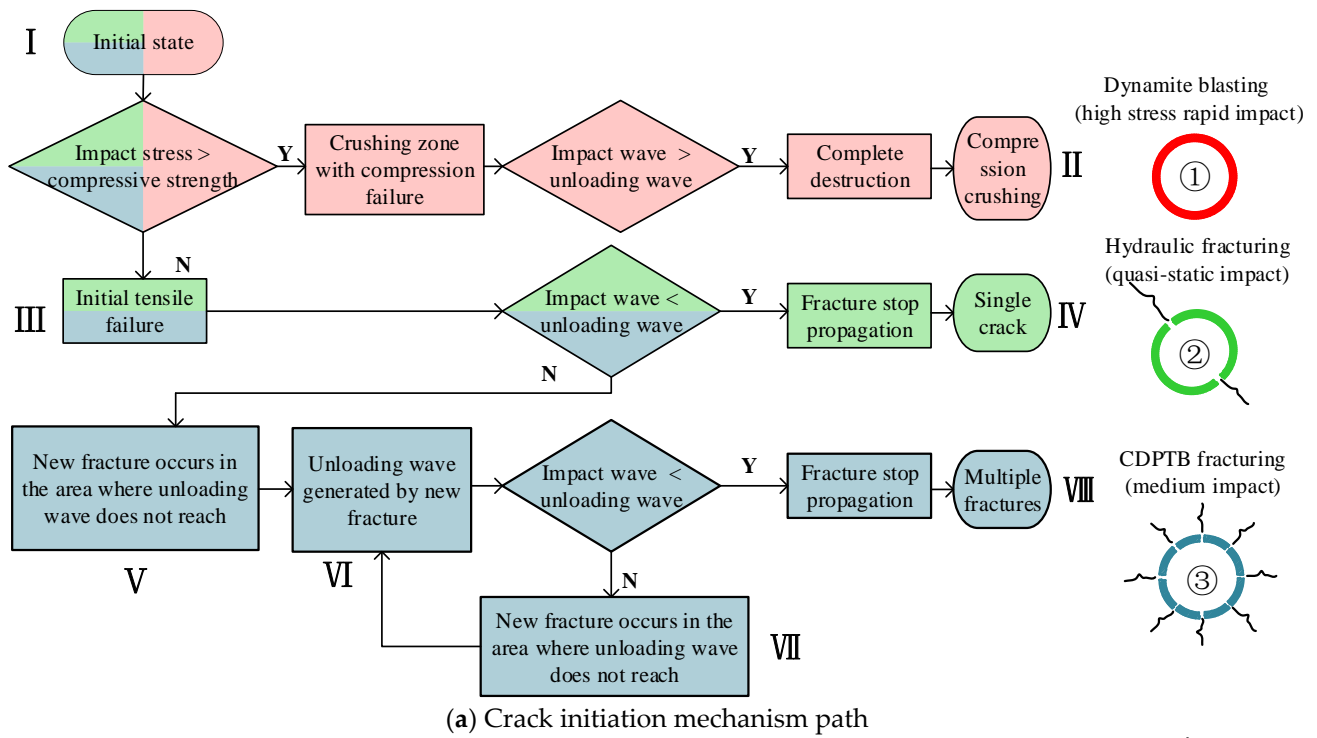 Ⅰ
Initial state
Impact stress >
compressive strength
Y
Crushing zone
with compression
failure
Impact wave >
unloading wave
Y
Complete
destruction
Compre
ssion
crushing
Ⅱ
Dynamite blasting
(high stress rapid impact)
①
N
Ⅲ
Initial tensile
failure
Impact wave <
unloading wave
Y
Fracture stop
propagation
Single
crack
Ⅳ
Hydraulic fracturing
(quasi-static impact)
②
N
New fracture occurs in
the area where unloading
wave does not reach
Ⅴ
Unloading wave
generated by new
fracture
Ⅵ
Impact wave <
unloading wave
Y
Fracture stop
propagation
Multiple
fractures
Ⅷ
CDPTB fracturing
(medium impact)
③
N
New fracture occurs in the
area where unloading wave
does not reach
Ⅶ
(a) Crack initiation mechanism path